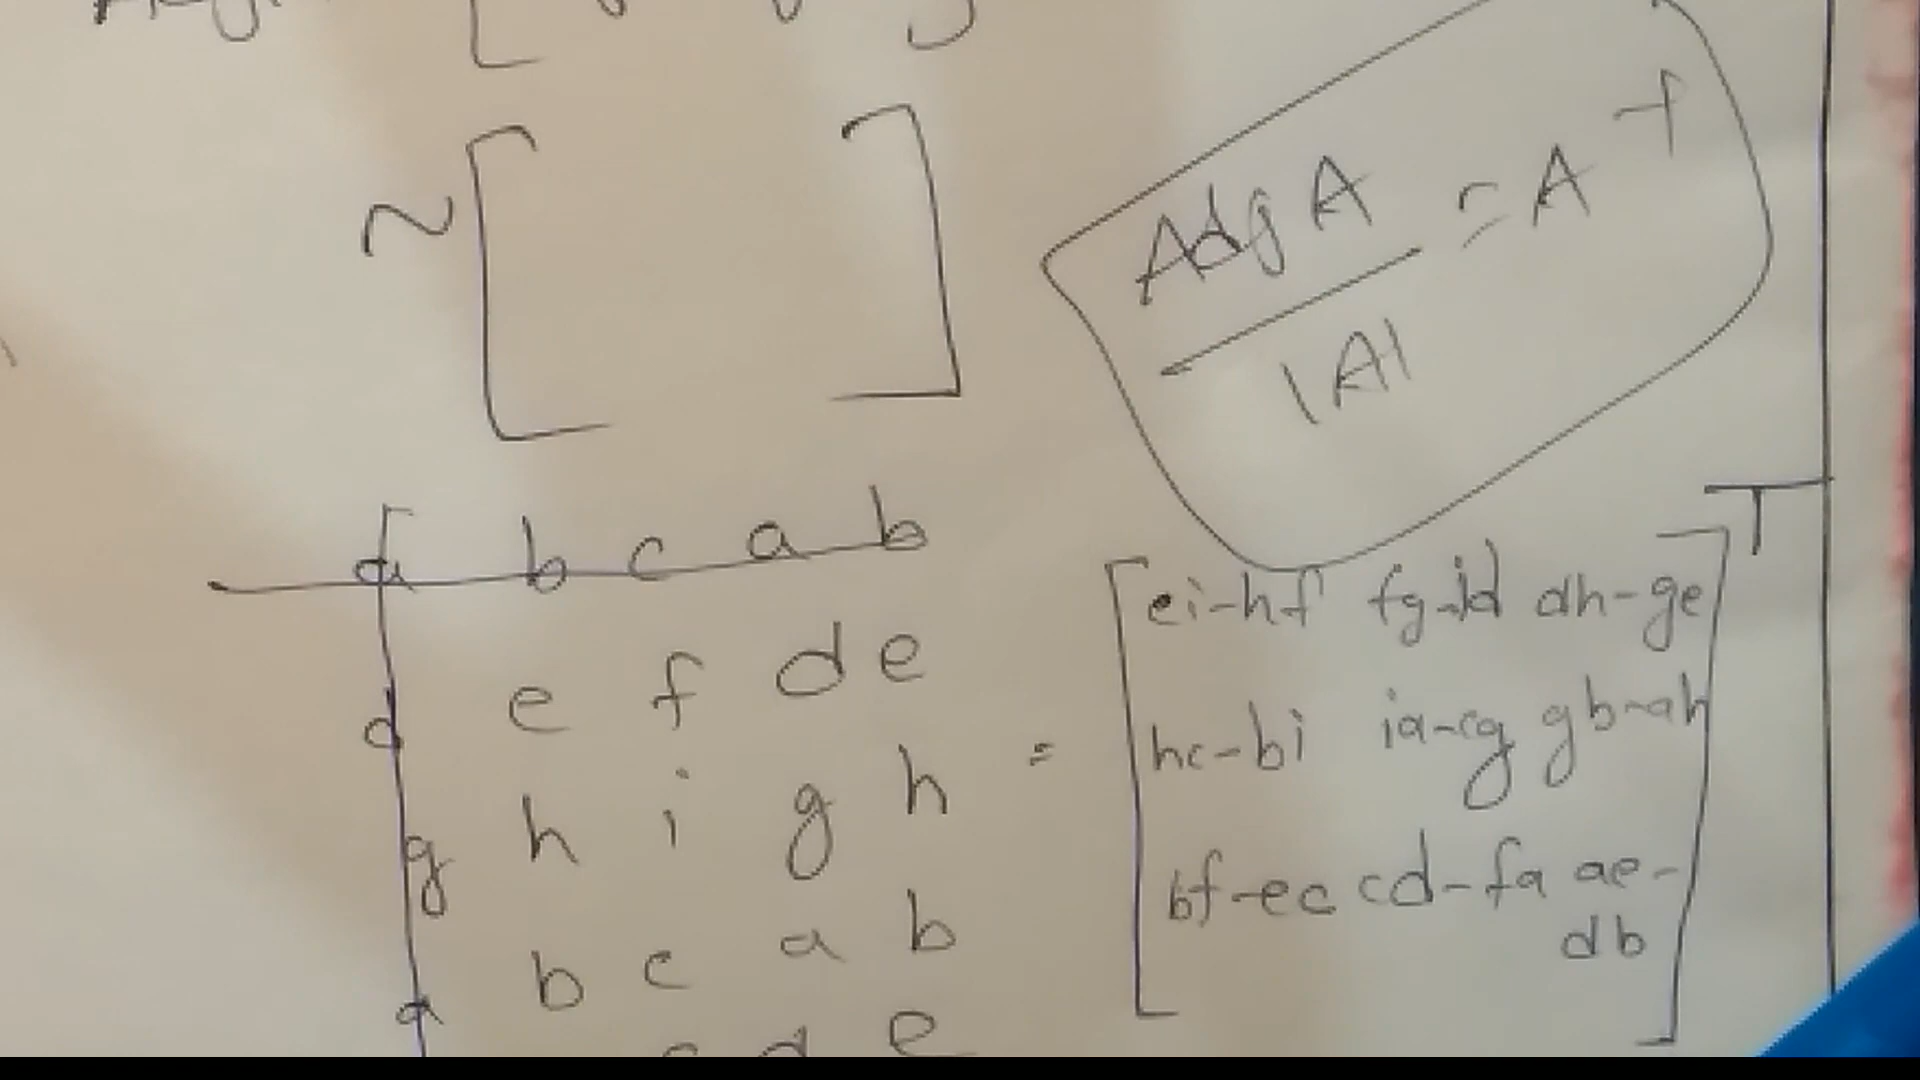 ~ [ ]
Adg A / |A| = A^-1
a b c a b
d e f d e
g h i g h
a b c a b
d e
=
[ ei-hf fg-id dh-ge ]^T
hc-bi ia-cg gb-ah
bf-ec cd-fa ae-
db